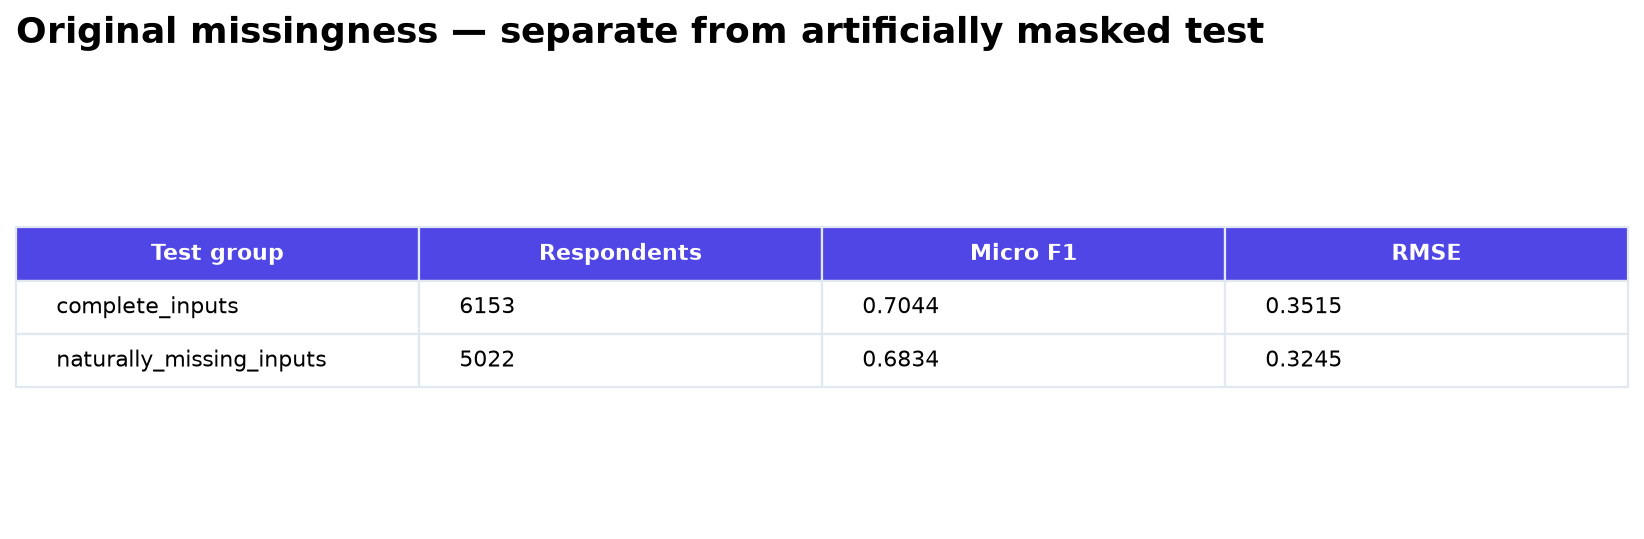 Original missingness — separate from artificially masked test
Test group Respondents Micro F1 RMSE
complete_inputs 6153 0.7044 0.3515
naturally_missing_inputs 5022 0.6834 0.3245